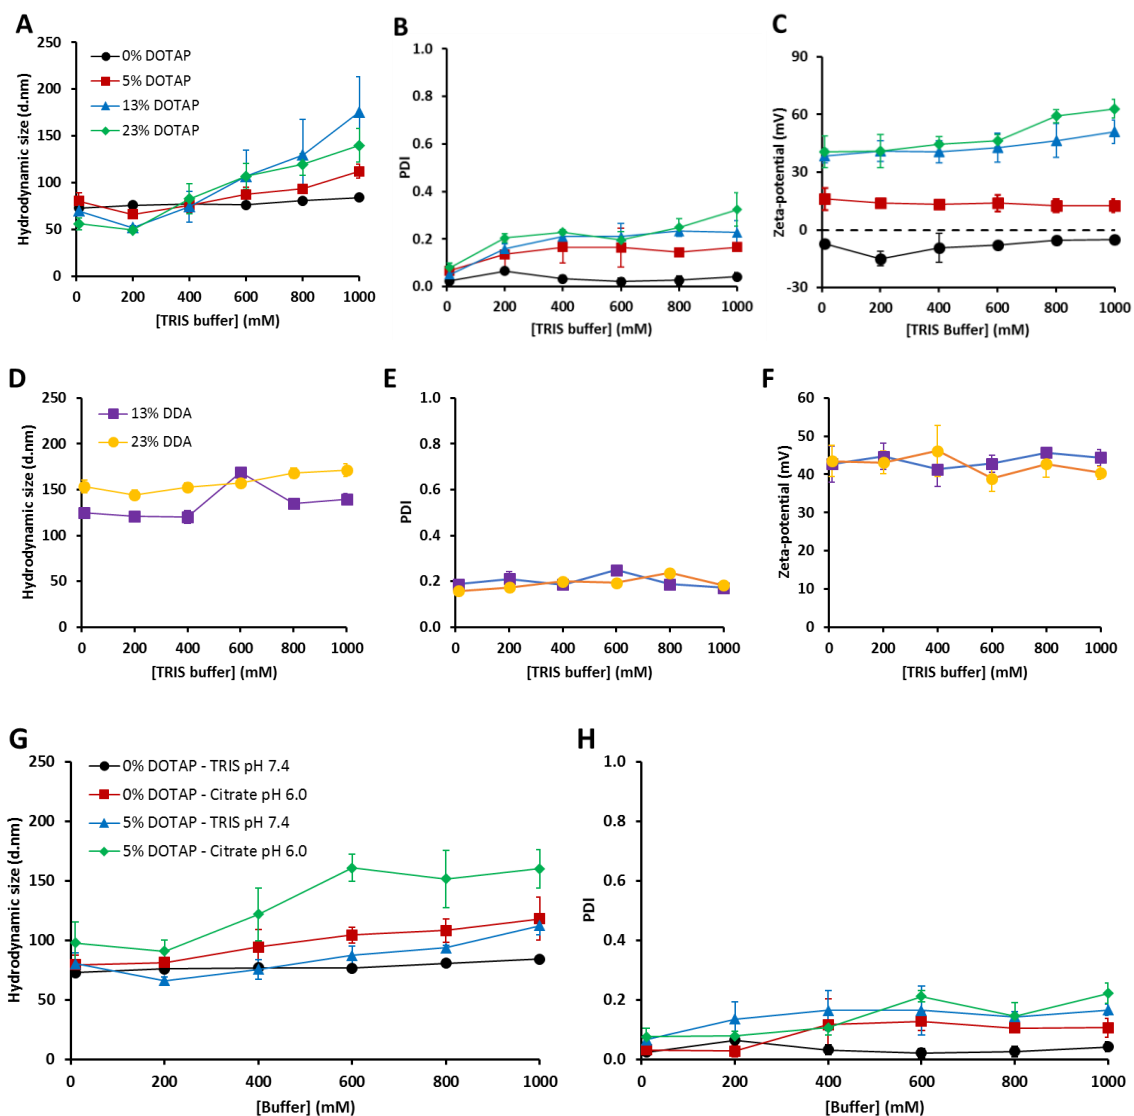 A
Hydrodynamic size (d.nm)
250
200
150
100
50
0
0% DOTAP
5% DOTAP
13% DOTAP
23% DOTAP
0 200 400 600 800 1000
[TRIS buffer] (mM)
B
PDI
1.0
0.8
0.6
0.4
0.2
0.0
0 200 400 600 800 1000
[TRIS buffer] (mM)
C
Zeta-potential (mV)
90
60
30
0
-30
0 200 400 600 800 1000
[TRIS Buffer] (mM)
D
Hydrodynamic size (d.nm)
250
200
150
100
50
0
13% DDA
23% DDA
0 200 400 600 800 1000
[TRIS buffer] (mM)
E
PDI
1.0
0.8
0.6
0.4
0.2
0.0
0 200 400 600 800 1000
[TRIS buffer] (mM)
F
Zeta-potential (mV)
60
50
40
30
20
10
0
0 200 400 600 800 1000
[TRIS buffer] (mM)
G
Hydrodynamic size (d.nm)
250
200
150
100
50
0
0% DOTAP - TRIS pH 7.4
0% DOTAP - Citrate pH 6.0
5% DOTAP - TRIS pH 7.4
5% DOTAP - Citrate pH 6.0
0 200 400 600 800 1000
[Buffer] (mM)
H
PDI
1.0
0.8
0.6
0.4
0.2
0.0
0 200 400 600 800 1000
[Buffer] (mM)